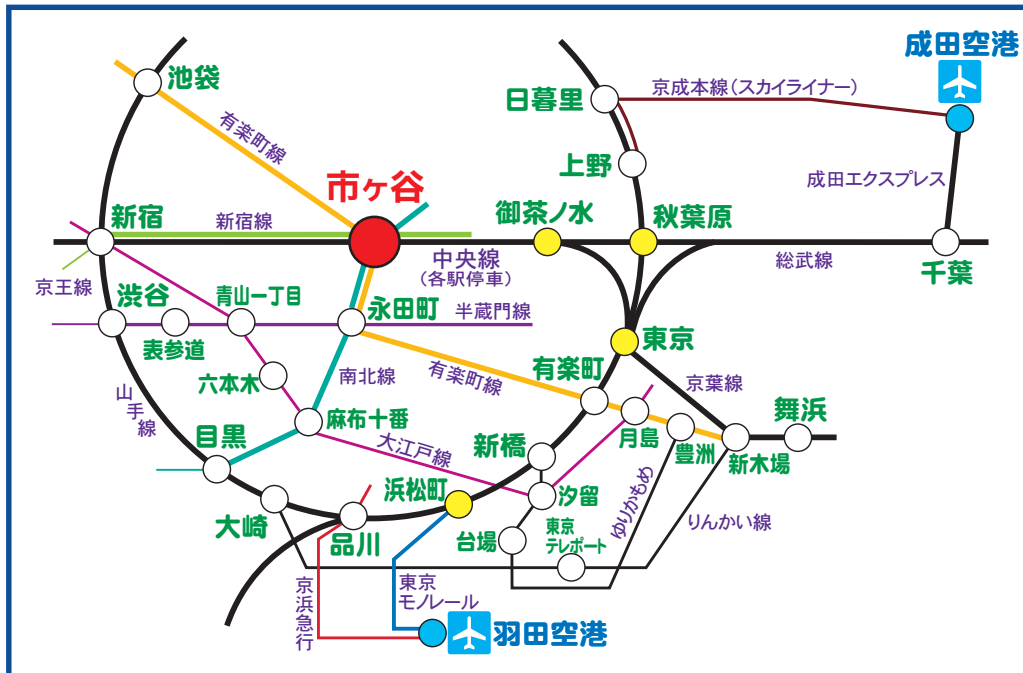 成田空港
池袋
京成本線(スカイライナー)
日暮里
有楽町線
上野
成田エクスプレス
市ヶ谷
新宿
新宿線
御茶ノ水
秋葉原
中央線
(各駅停車)
総武線
千葉
京王線
渋谷
青山一丁目
永田町
半蔵門線
表参道
東京
有楽町
京葉線
六本木
南北線
有楽町線
山手線
麻布十番
月島
豊洲
新木場
舞浜
目黒
大江戸線
新橋
浜松町
汐留
ゆりかもめ
りんかい線
大崎
品川
台場
東京
テレポート
京浜急行
東京
モノレール
羽田空港